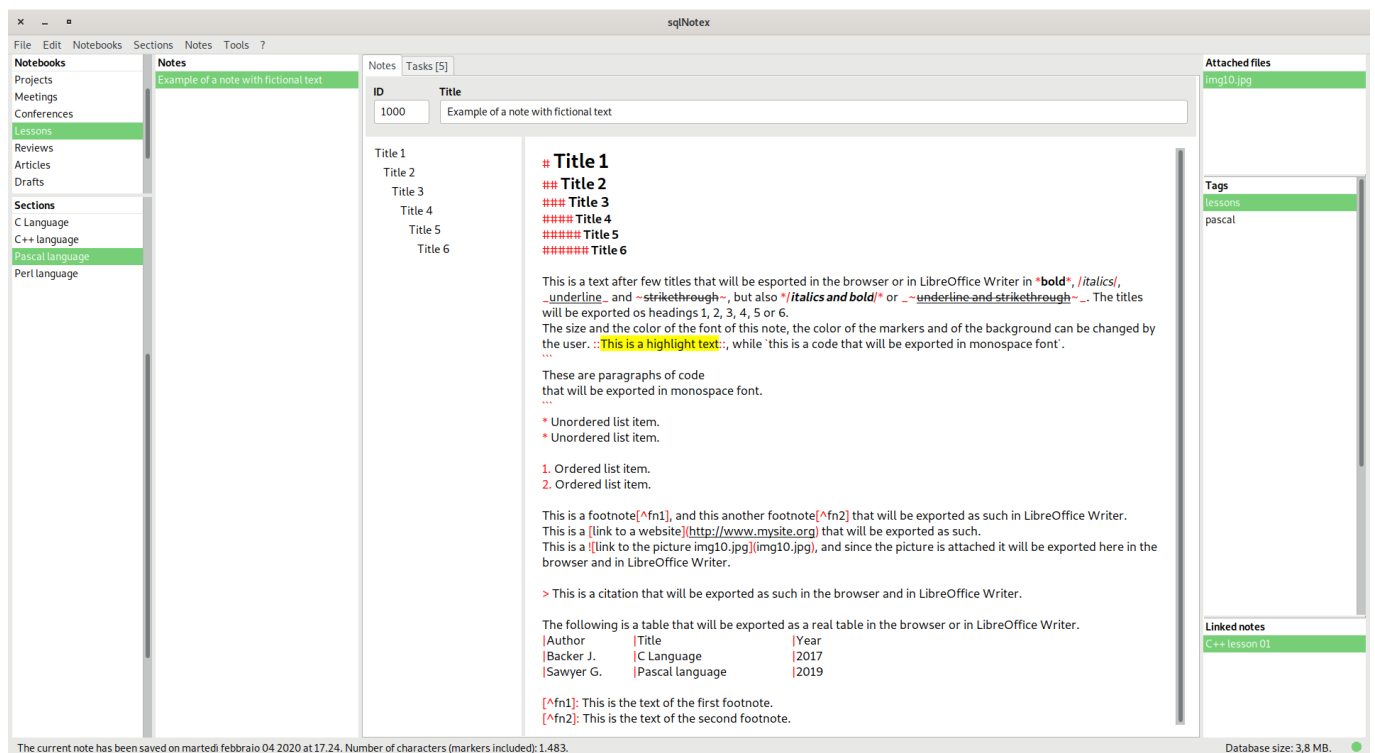 sqlNotex
File Edit Notebooks Sections Notes Tools ?
Notebooks
Projects
Meetings
Conferences
Lessons
Reviews
Articles
Drafts
Sections
C Language
C++ language
Pascal language
Perl language
Notes
Example of a note with fictional text
Notes Tasks [5]
ID Title
1000 Example of a note with fictional text
Title 1
Title 2
Title 3
Title 4
Title 5
Title 6
# Title 1
## Title 2
### Title 3
#### Title 4
##### Title 5
###### Title 6
This is a text after few titles that will be esported in the browser or in LibreOffice Writer in *bold*, /italics/,
_underline_ and ~strikethrough~, but also */italics and bold/* or _~underline and strikethrough~_. The titles
will be exported os headings 1, 2, 3, 4, 5 or 6.
The size and the color of the font of this note, the color of the markers and of the background can be changed by
the user. ::This is a highlight text::, while `this is a code that will be exported in monospace font`.
```
These are paragraphs of code
that will be exported in monospace font.
```
* Unordered list item.
* Unordered list item.
1. Ordered list item.
2. Ordered list item.
This is a footnote[^fn1], and this another footnote[^fn2] that will be exported as such in LibreOffice Writer.
This is a [link to a website](http://www.mysite.org) that will be exported as such.
This is a ![link to the picture img10.jpg](img10.jpg), and since the picture is attached it will be exported here in the
browser and in LibreOffice Writer.
> This is a citation that will be exported as such in the browser and in LibreOffice Writer.
The following is a table that will be exported as a real table in the browser or in LibreOffice Writer.
|Author |Title |Year
|Backer J. |C Language |2017
|Sawyer G. |Pascal language |2019
[^fn1]: This is the text of the first footnote.
[^fn2]: This is the text of the second footnote.
Attached files
img10.jpg
Tags
lessons
pascal
Linked notes
C++ lesson 01
The current note has been saved on martedì febbraio 04 2020 at 17.24. Number of characters (markers included): 1.483.
Database size: 3,8 MB.